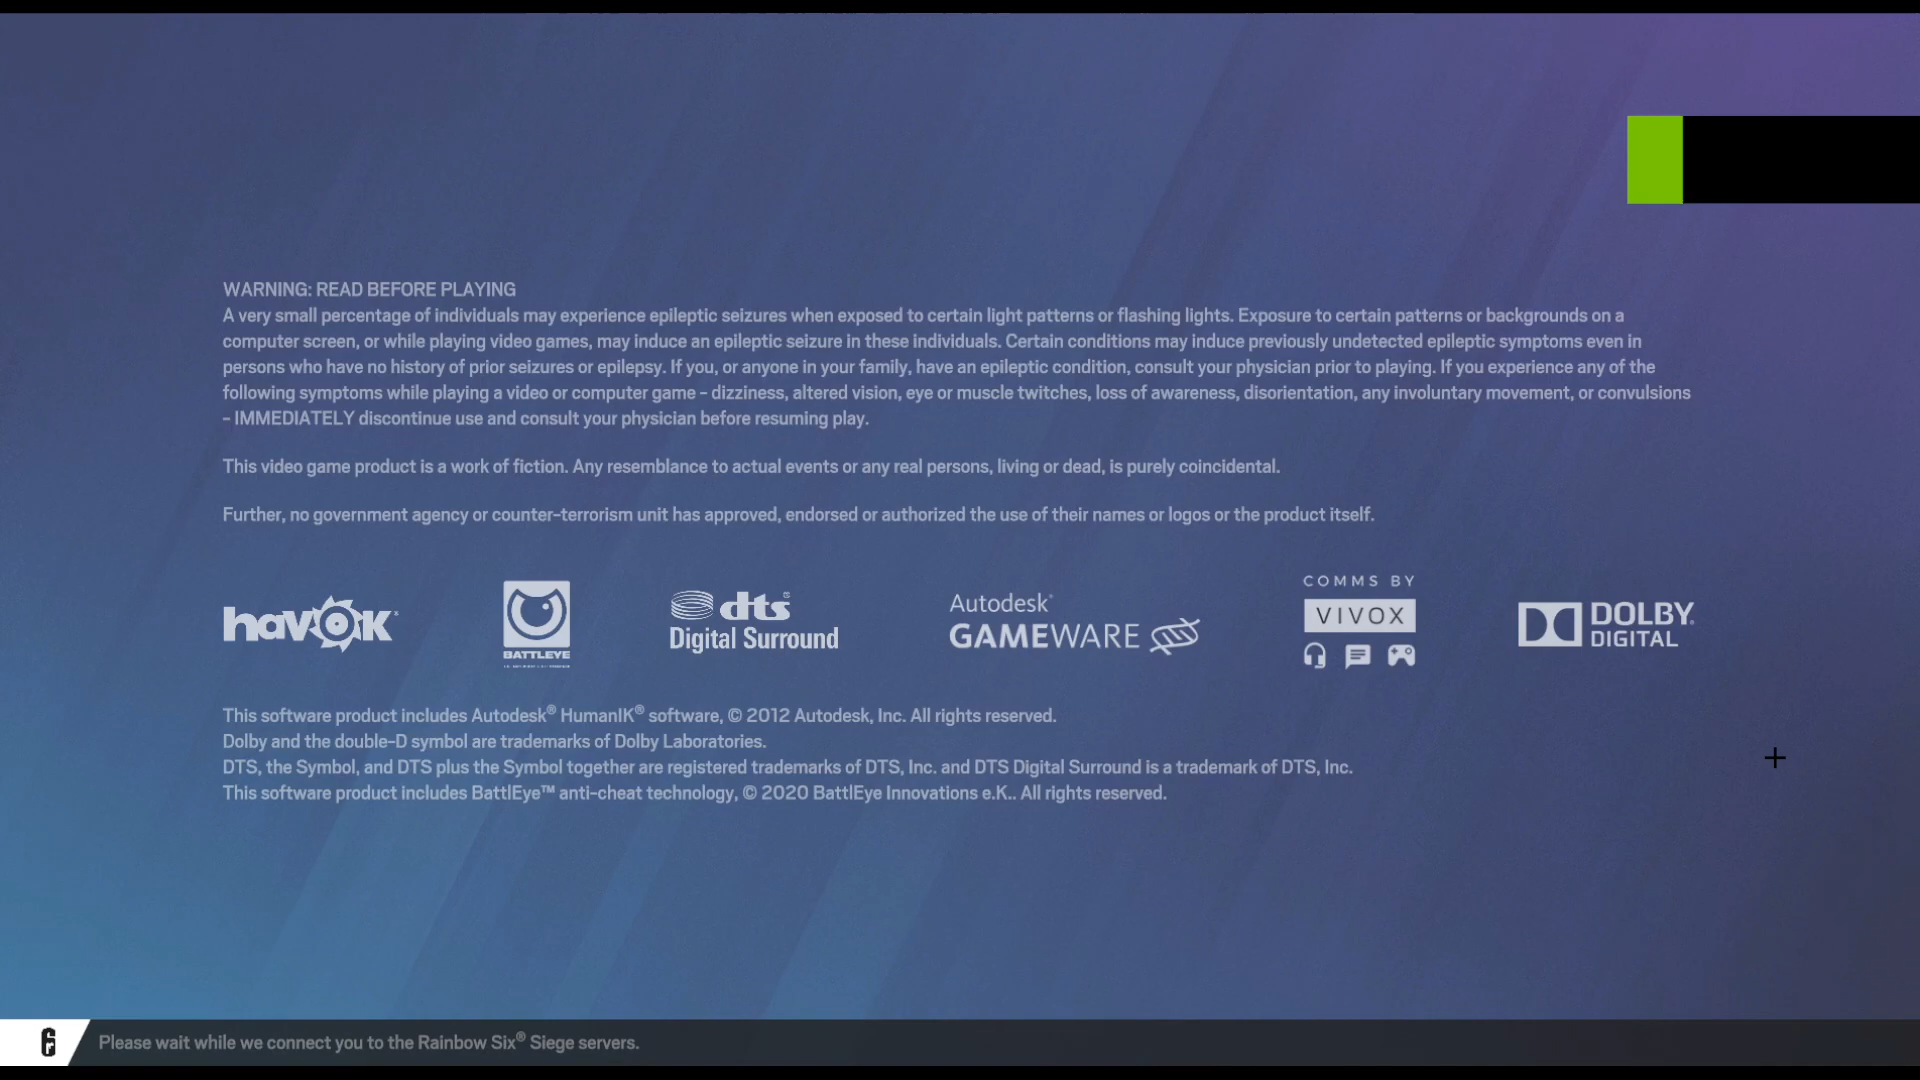 WARNING: READ BEFORE PLAYING
A very small percentage of individuals may experience epileptic seizures when exposed to certain light patterns or flashing lights. Exposure to certain patterns or backgrounds on a
computer screen, or while playing video games, may induce an epileptic seizure in these individuals. Certain conditions may induce previously undetected epileptic symptoms even in
persons who have no history of prior seizures or epilepsy. If you, or anyone in your family, have an epileptic condition, consult your physician prior to playing. If you experience any of the
following symptoms while playing a video or computer game - dizziness, altered vision, eye or muscle twitches, loss of awareness, disorientation, any involuntary movement, or convulsions
- IMMEDIATELY discontinue use and consult your physician before resuming play.
This video game product is a work of fiction. Any resemblance to actual events or any real persons, living or dead, is purely coincidental.
Further, no government agency or counter-terrorism unit has approved, endorsed or authorized the use of their names or logos or the product itself.
havok
BATTLEYE
dts
Digital Surround
Autodesk®
GAMEWARE
COMMS BY
VIVOX
DOLBY®
DIGITAL
This software product includes Autodesk® HumanIK® software, © 2012 Autodesk, Inc. All rights reserved.
Dolby and the double-D symbol are trademarks of Dolby Laboratories.
DTS, the Symbol, and DTS plus the Symbol together are registered trademarks of DTS, Inc. and DTS Digital Surround is a trademark of DTS, Inc.
This software product includes BattlEye™ anti-cheat technology, © 2020 BattlEye Innovations e.K.. All rights reserved.
6
Please wait while we connect you to the Rainbow Six® Siege servers.